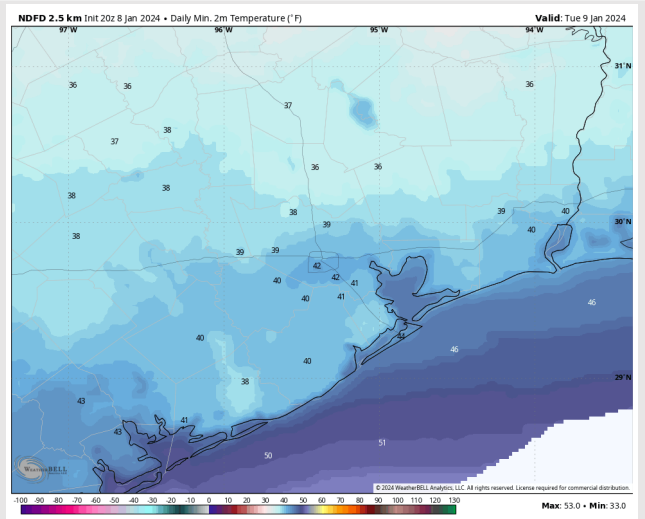 NDFD 2.5 km Init 20z 8 Jan 2024 • Daily Min. 2m Temperature (°F) Valid: Tue 9 Jan 2024
97°W 96°W 95°W 94°W
31°N
36 36 36
37
38
37
36 36
38 38
38 39 40
39 30°N
38 40
39 39
42
40 42 41
40 41
46
40 44
46
40
38 29°N
43
41
43
51
50
WeatherBELL
© 2024 WeatherBELL Analytics, LLC. All rights reserved. License required for commercial distribution.
-100 -90 -80 -70 -60 -50 -40 -30 -20 -10 0 10 20 30 40 50 60 70 80 90 100 110 120 130
Max: 53.0 • Min: 33.0